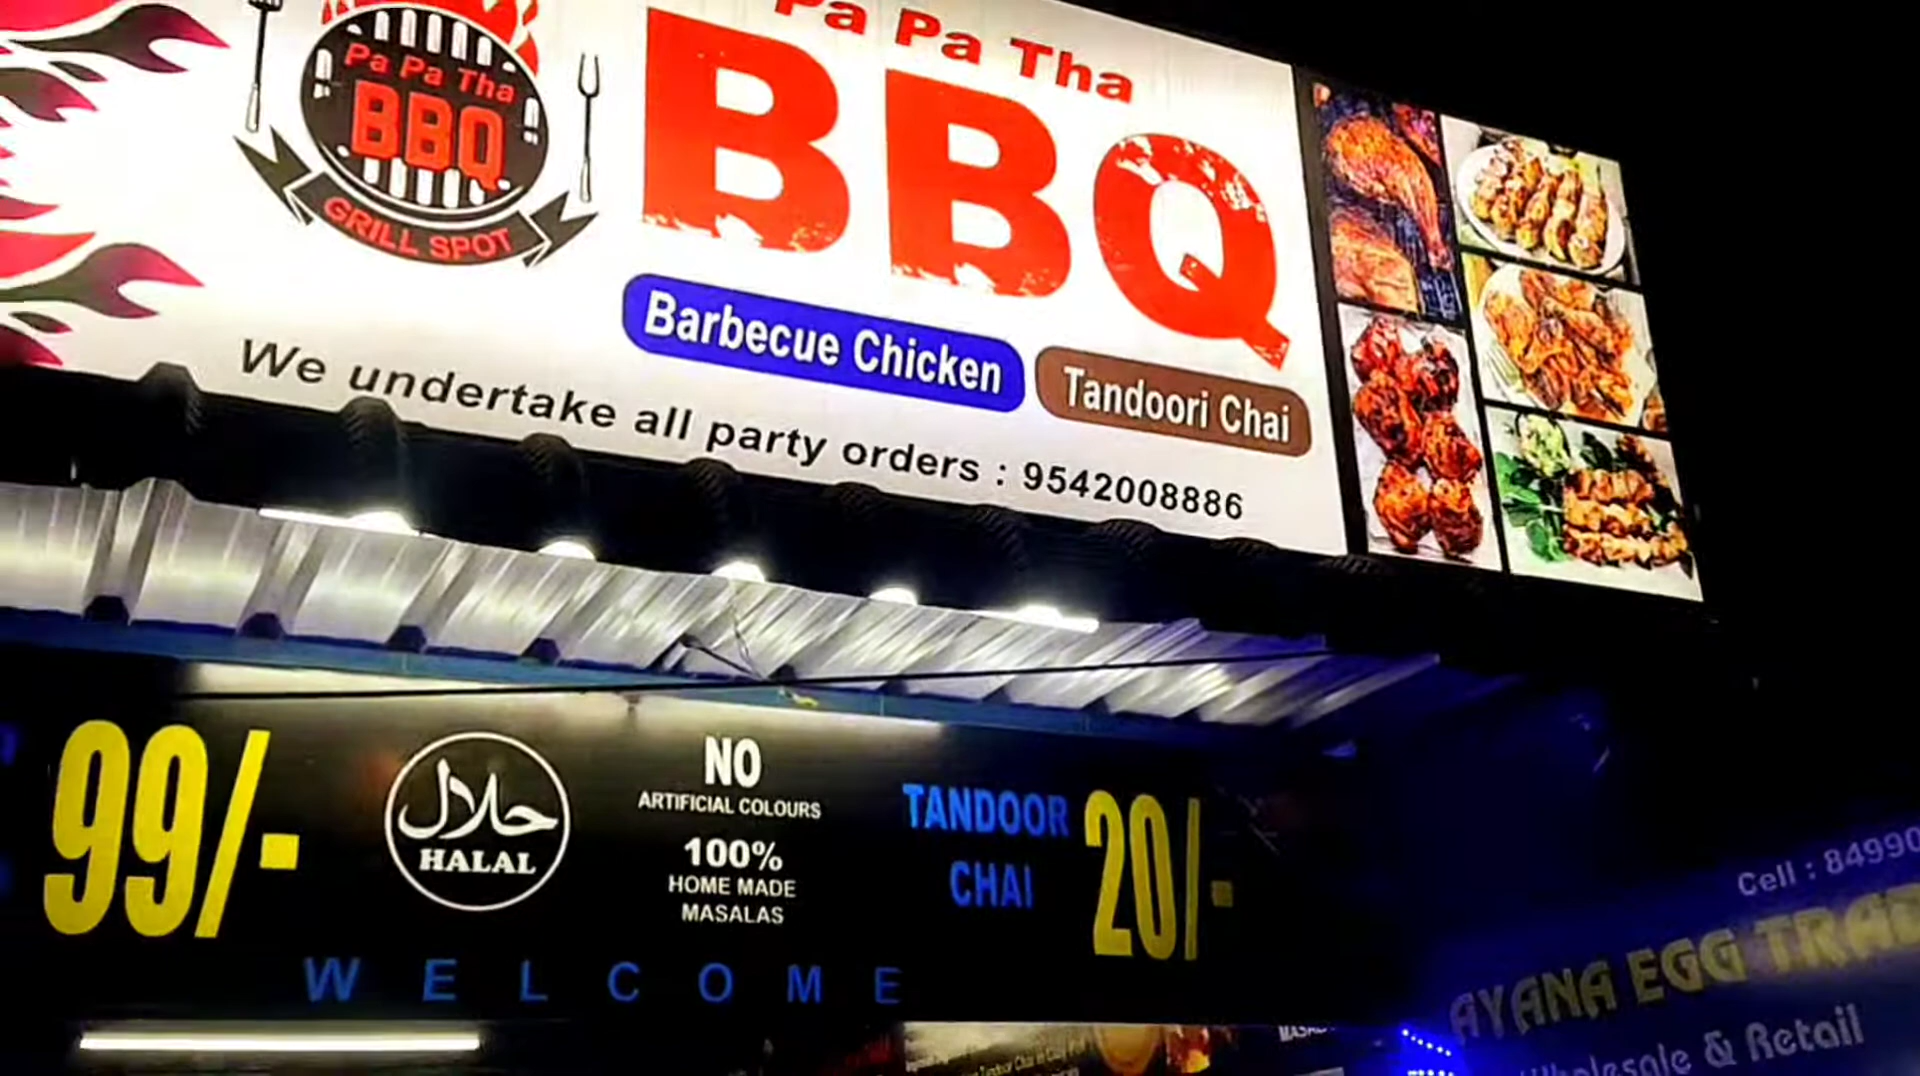 Pa Pa Tha
BBQ
GRILL SPOT
Pa Pa Tha
BBQ
Barbecue Chicken
Tandoori Chai
We undertake all party orders : 9542008886
99/-
حلال
HALAL
NO
ARTIFICIAL COLOURS
100%
HOME MADE
MASALAS
TANDOOR
CHAI
20/-
WELCOME
Cell : 84990
AYANA EGG TRAD
Wholesale & Retail